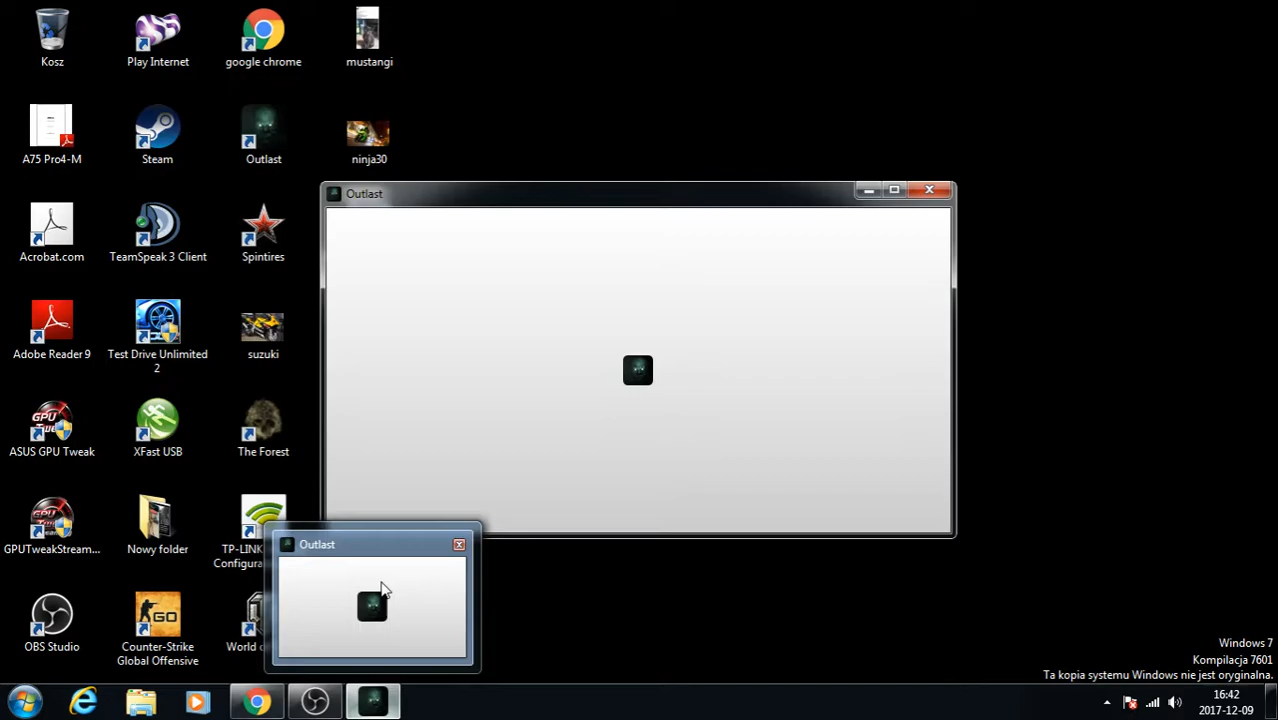 Kosz
Play Internet
google chrome
mustangi
A75 Pro4-M
Steam
Outlast
ninja30
Outlast
Acrobat.com
TeamSpeak 3 Client
Spintires
Adobe Reader 9
Test Drive Unlimited
2
suzuki
GPU
ASUS GPU Tweak
XFast USB
The Forest
GPU
GPUTweakStream...
Nowy folder
TP-LINK
Configura
Outlast
OBS Studio
GO
Counter-Strike
Global Offensive
World o
Windows 7
Kompilacja 7601
Ta kopia systemu Windows nie jest oryginalna.
16:42
2017-12-09